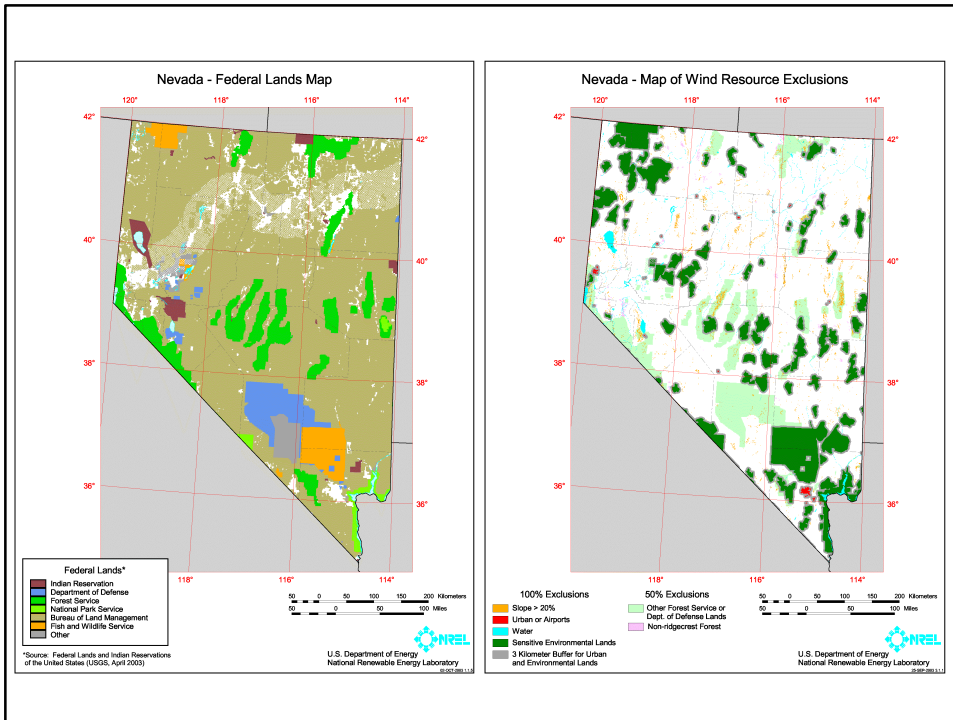 Nevada - Federal Lands Map
120°
118°
116°
114°
42°
42°
40°
40°
38°
38°
36°
36°
118°
116°
114°
Federal Lands*
Indian Reservation
Department of Defense
Forest Service
National Park Service
Bureau of Land Management
Fish and Wildlife Service
Other
*Source: Federal Lands and Indian Reservations
of the United States (USGS, April 2003)
50 0 50 100 150 200 Kilometers
50 0 50 100 Miles
NREL
U.S. Department of Energy
National Renewable Energy Laboratory
Nevada - Map of Wind Resource Exclusions
120°
118°
116°
114°
42°
42°
40°
40°
38°
38°
36°
36°
118°
116°
114°
100% Exclusions
Slope > 20%
Urban or Airports
Water
Sensitive Environmental Lands
3 Kilometer Buffer for Urban
and Environmental Lands
50% Exclusions
Other Forest Service or
Dept. of Defense Lands
Non-ridgecrest Forest
50 0 50 100 150 200 Kilometers
50 0 50 100 Miles
NREL
U.S. Department of Energy
National Renewable Energy Laboratory